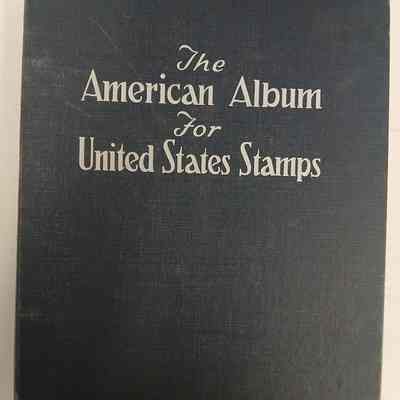 The
American Album
For
United States Stamps